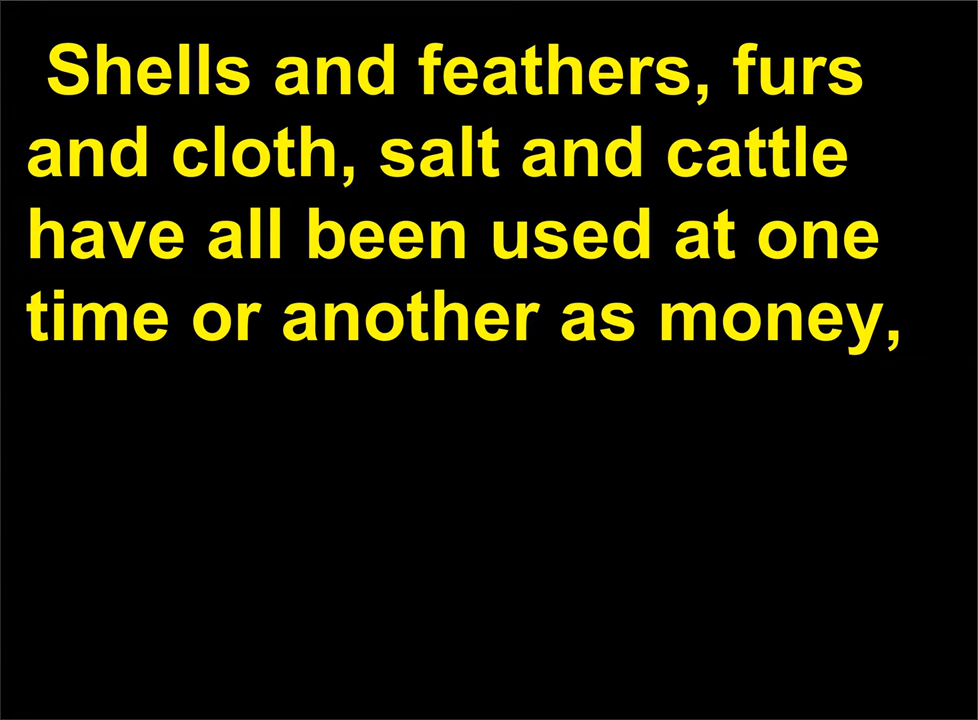 Shells and feathers, furs
and cloth, salt and cattle
have all been used at one
time or another as money,